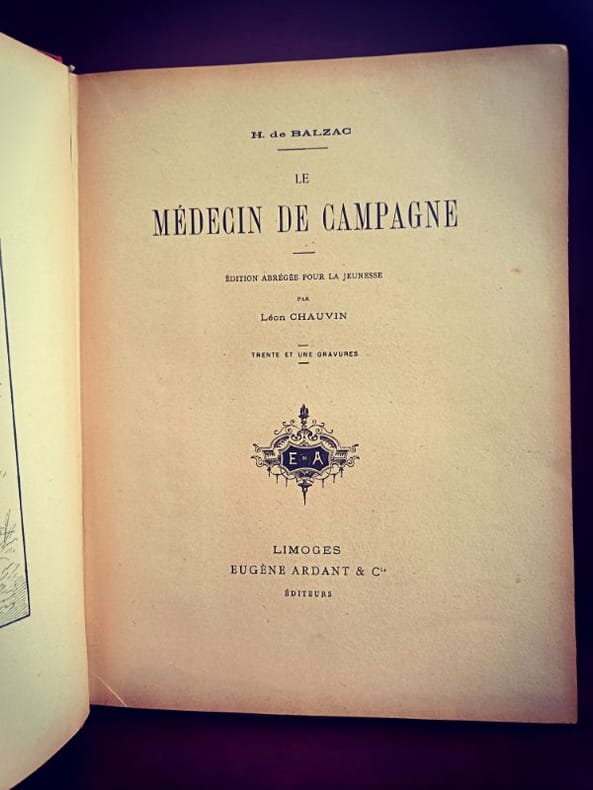 H. de BALZAC
LE
MÉDECIN DE CAMPAGNE
ÉDITION ABRÉGÉE POUR LA JEUNESSE
PAR
Léon CHAUVIN
TRENTE ET UNE GRAVURES
E A
LIMOGES
EUGÈNE ARDANT & Cie
ÉDITEURS